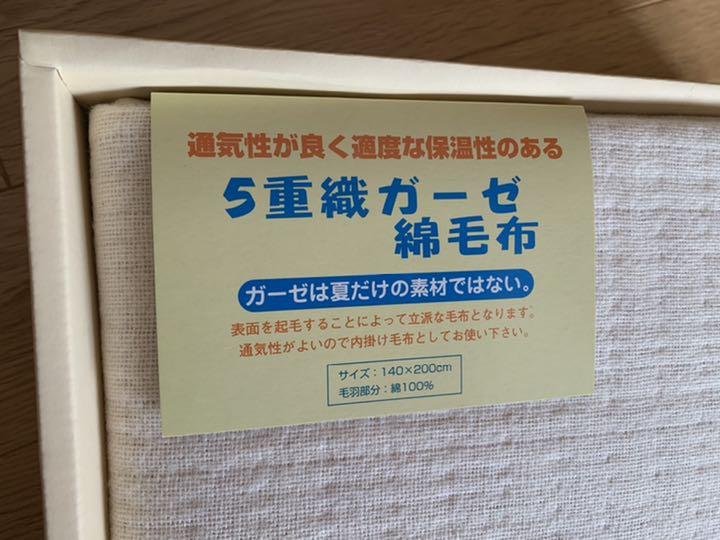 通気性が良く適度な保温性のある
5重織ガーゼ
綿毛布
ガーゼは夏だけの素材ではない。
表面を起毛することによって立派な毛布となります。
通気性がよいので内掛け毛布としてお使い下さい。
サイズ：140×200cm
毛羽部分：綿100%